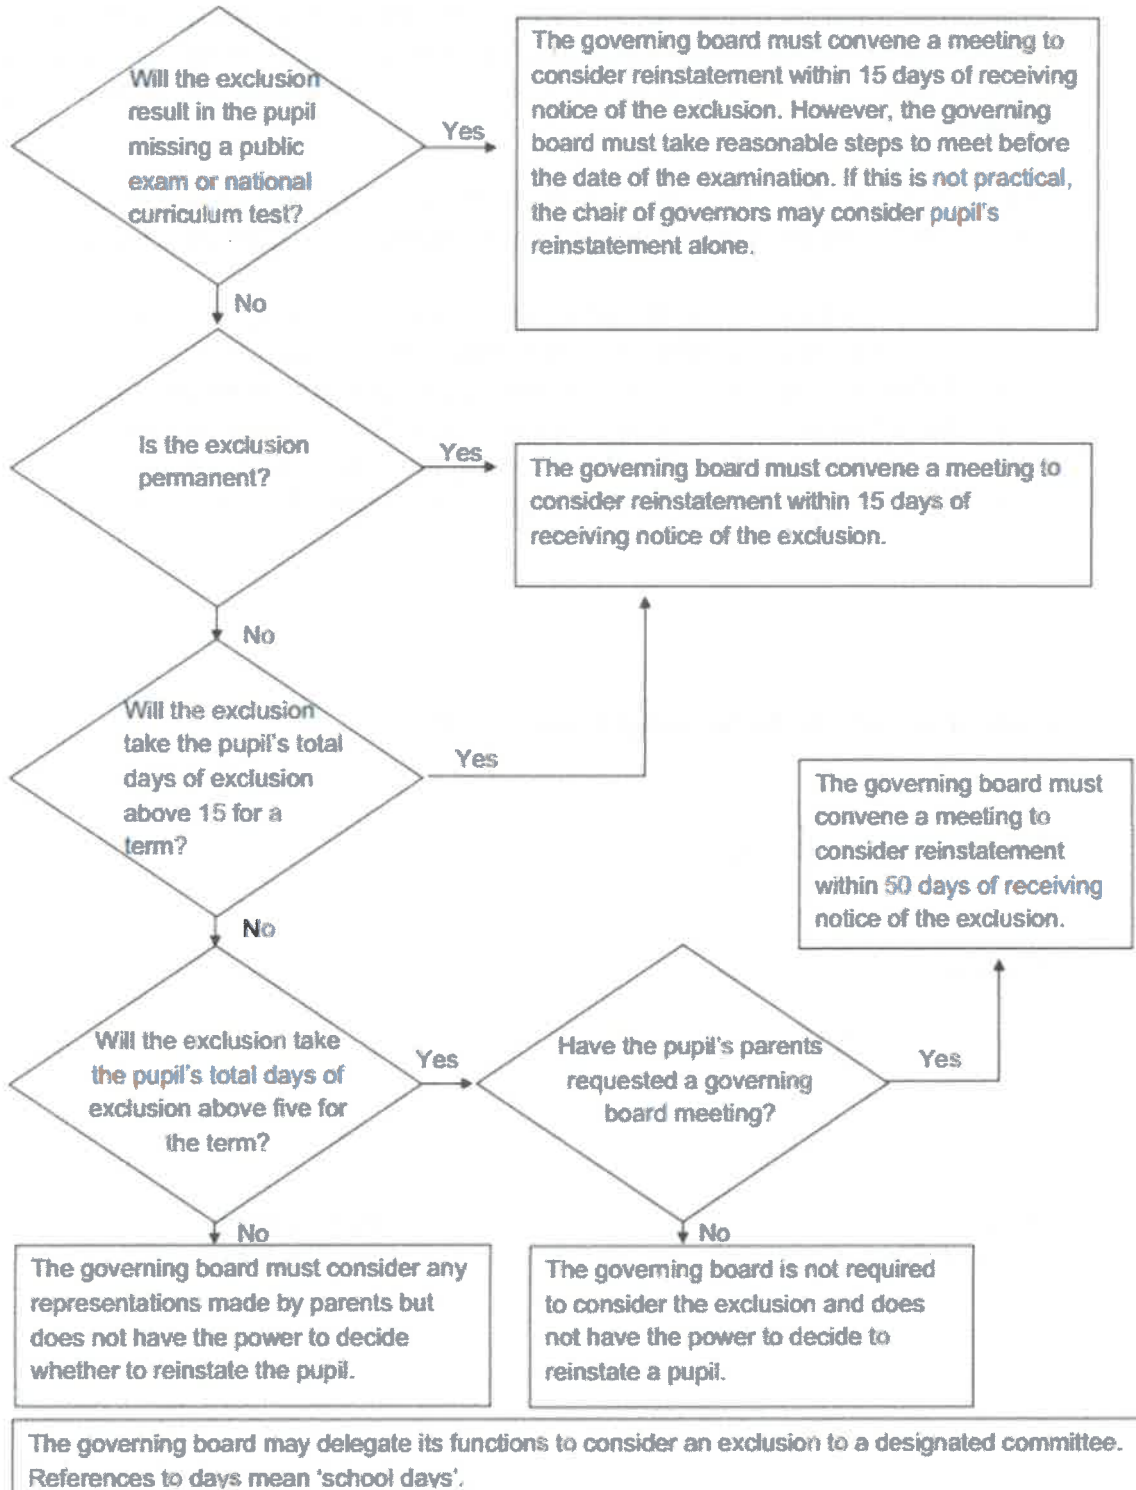 Will the exclusion
result in the pupil
missing a public
exam or national
curriculum test?
Yes
The governing board must convene a meeting to
consider reinstatement within 15 days of receiving
notice of the exclusion. However, the governing
board must take reasonable steps to meet before
the date of the examination. If this is not practical,
the chair of governors may consider pupil's
reinstatement alone.
No
Is the exclusion
permanent?
Yes
The governing board must convene a meeting to
consider reinstatement within 15 days of
receiving notice of the exclusion.
No
Will the exclusion
take the pupil's total
days of exclusion
above 15 for a
term?
Yes
The governing board must
convene a meeting to
consider reinstatement
within 50 days of receiving
notice of the exclusion.
No
Will the exclusion take
the pupil's total days of
exclusion above five for
the term?
Yes
Have the pupil's parents
requested a governing
board meeting?
Yes
No
The governing board must consider any
representations made by parents but
does not have the power to decide
whether to reinstate the pupil.
No
The governing board is not required
to consider the exclusion and does
not have the power to decide to
reinstate a pupil.
The governing board may delegate its functions to consider an exclusion to a designated committee.
References to days mean 'school days'.